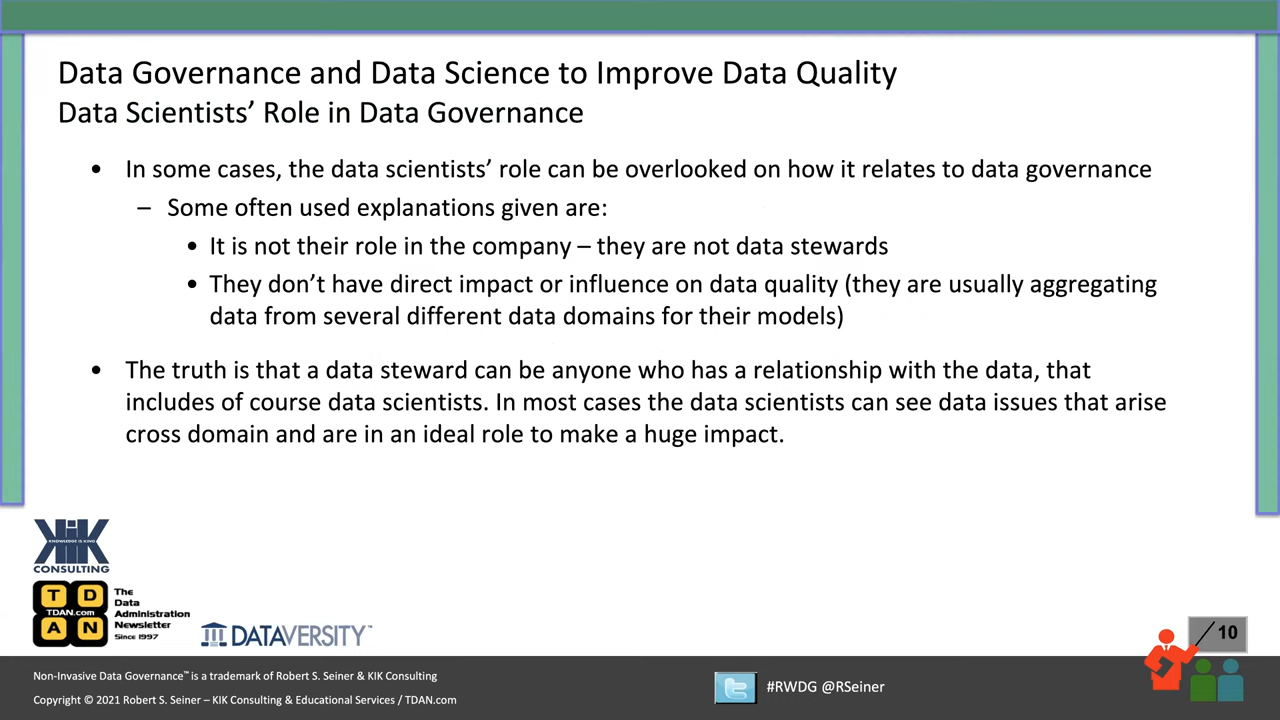 Data Governance and Data Science to Improve Data Quality
Data Scientists’ Role in Data Governance
• In some cases, the data scientists’ role can be overlooked on how it relates to data governance
– Some often used explanations given are:
• It is not their role in the company – they are not data stewards
• They don’t have direct impact or influence on data quality (they are usually aggregating
data from several different data domains for their models)
• The truth is that a data steward can be anyone who has a relationship with the data, that
includes of course data scientists. In most cases the data scientists can see data issues that arise
cross domain and are in an ideal role to make a huge impact.
KIK
KNOWLEDGE IS KING
CONSULTING
T D
TDAN.com
A N
The
Data
Administration
Newsletter
Since 1997
DATAVERSITY™
10
Non-Invasive Data Governance™ is a trademark of Robert S. Seiner & KIK Consulting
Copyright © 2021 Robert S. Seiner – KIK Consulting & Educational Services / TDAN.com
#RWDG @RSeiner